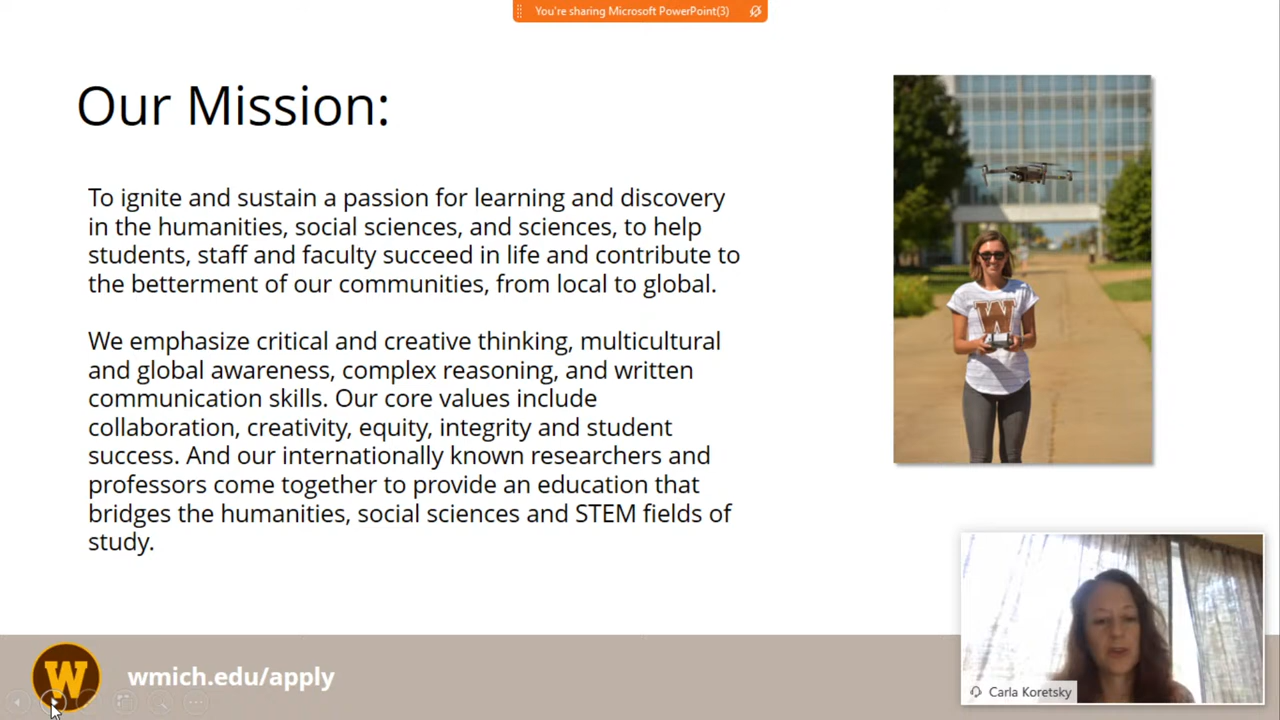 You're sharing Microsoft PowerPoint(3)
Our Mission:
To ignite and sustain a passion for learning and discovery
in the humanities, social sciences, and sciences, to help
students, staff and faculty succeed in life and contribute to
the betterment of our communities, from local to global.
We emphasize critical and creative thinking, multicultural
and global awareness, complex reasoning, and written
communication skills. Our core values include
collaboration, creativity, equity, integrity and student
success. And our internationally known researchers and
professors come together to provide an education that
bridges the humanities, social sciences and STEM fields of
study.
W
W
wmich.edu/apply
Carla Koretsky